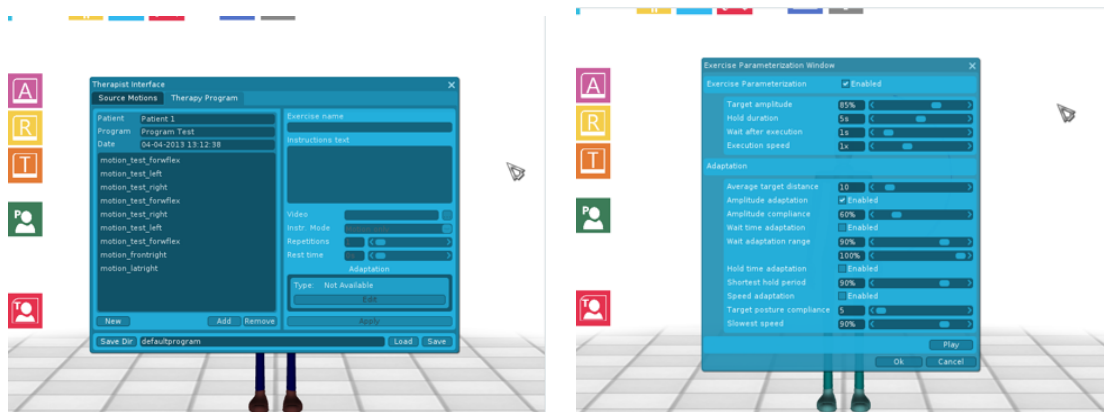 A
R
T
P
T
Therapist Interface
Source Motions Therapy Program
Patient Patient 1
Program Program Test
Date 04-04-2013 13:12:38
motion_test_forwflex
motion_test_left
motion_test_right
motion_test_forwflex
motion_test_right
motion_test_left
motion_test_forwflex
motion_frontright
motion_latright
New Add Remove
Exercise name
Instructions text
Video
Instr. Mode
Repetitions
Rest time
Adaptation
Type: Not Available
Edit
Apply
Save Dir defaultprogram Load Save
A
R
T
P
T
Exercise Parameterization Window
Exercise Parameterization Enabled
Target amplitude 85%
Hold duration 5s
Wait after execution 1s
Execution speed 1x
Adaptation
Average target distance 10
Amplitude adaptation Enabled
Amplitude compliance 60%
Wait time adaptation Enabled
Wait adaptation range 90%
100%
Hold time adaptation Enabled
Shortest hold period 90%
Speed adaptation Enabled
Target posture compliance 5
Slowest speed 90%
Play
Ok Cancel